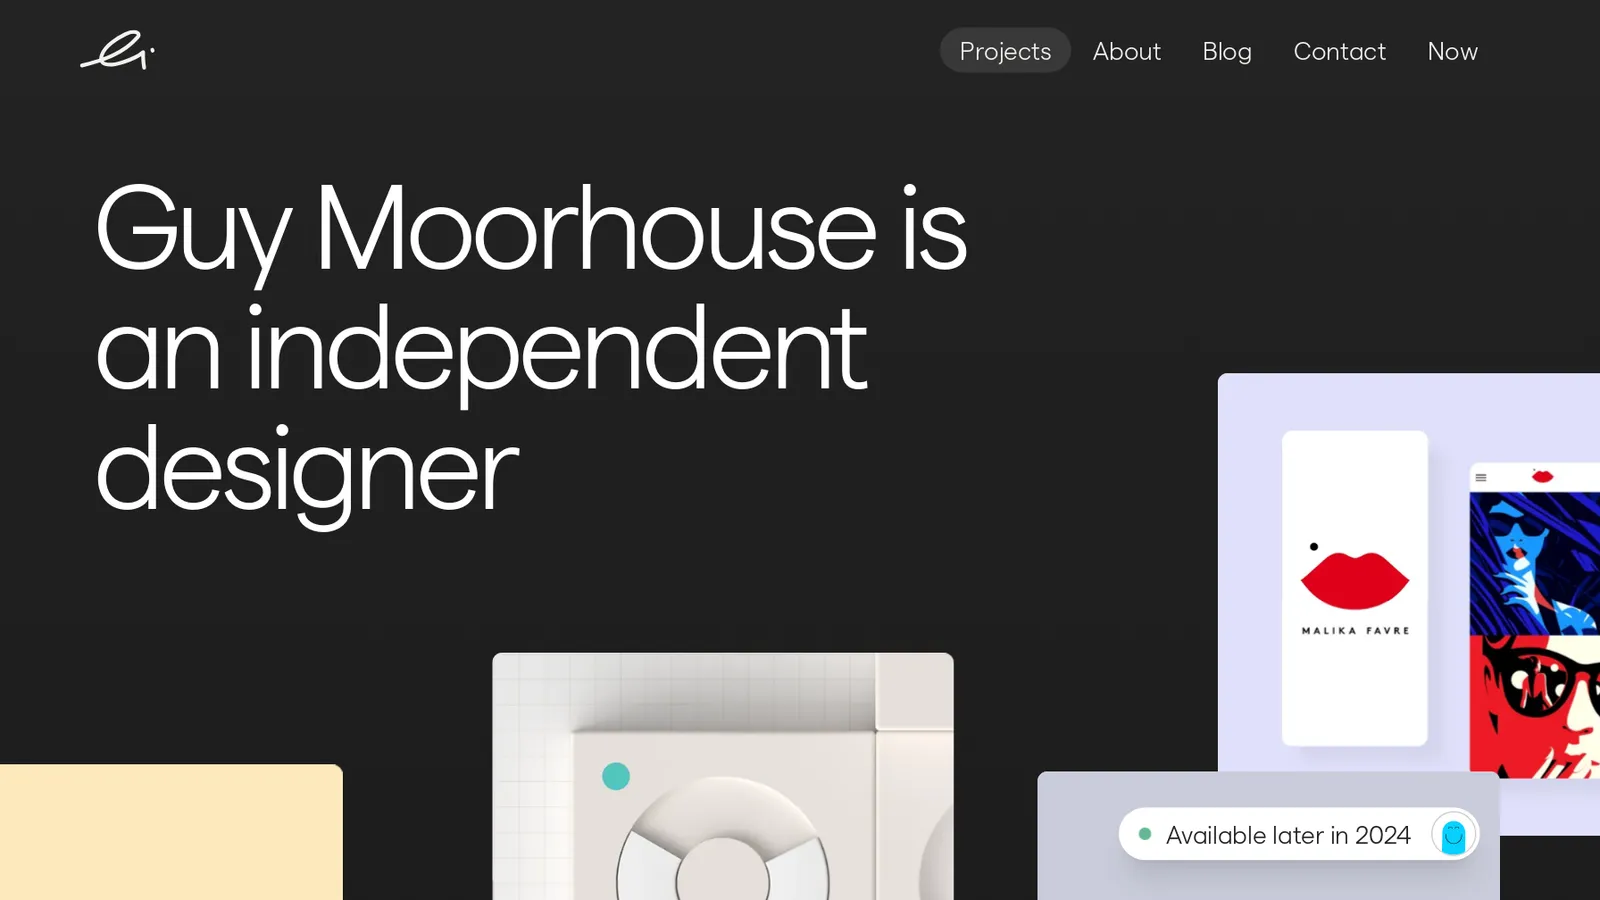 Projects
About
Blog
Contact
Now
Guy Moorhouse is
an independent
designer
MALIKA FAVRE
Available later in 2024